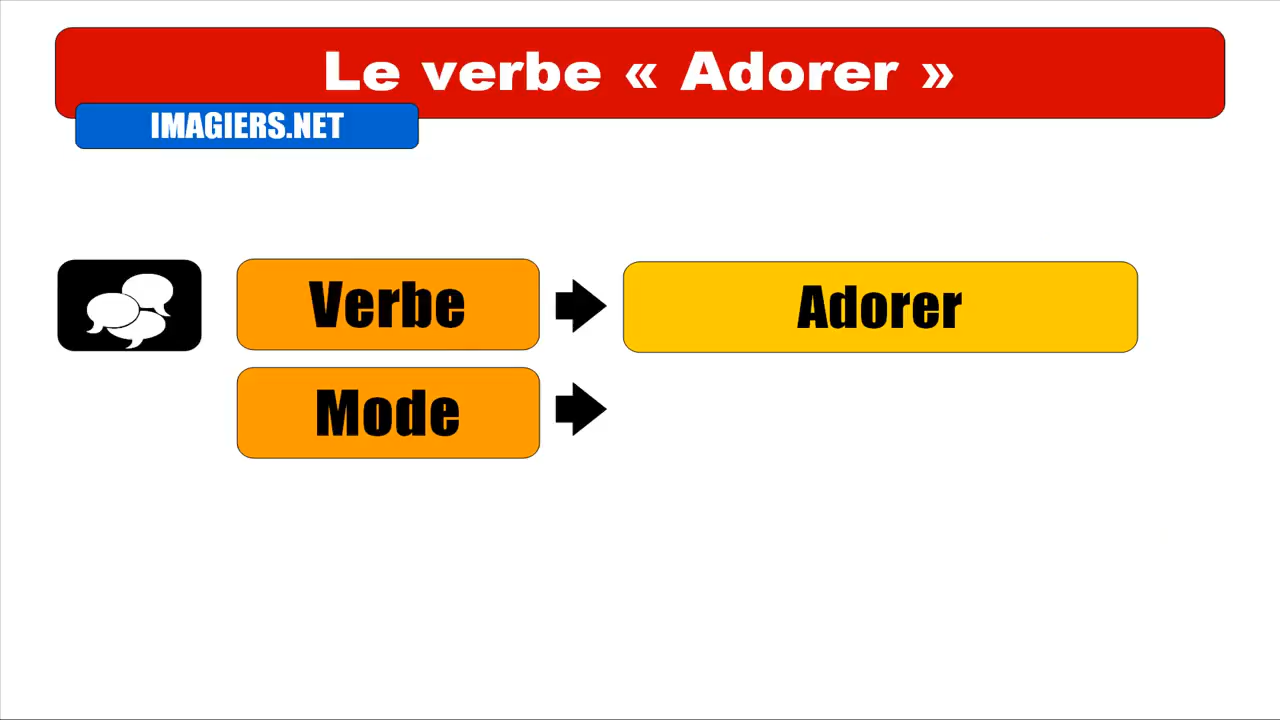 Le verbe « Adorer »
IMAGIERS.NET
Verbe
Adorer
Mode